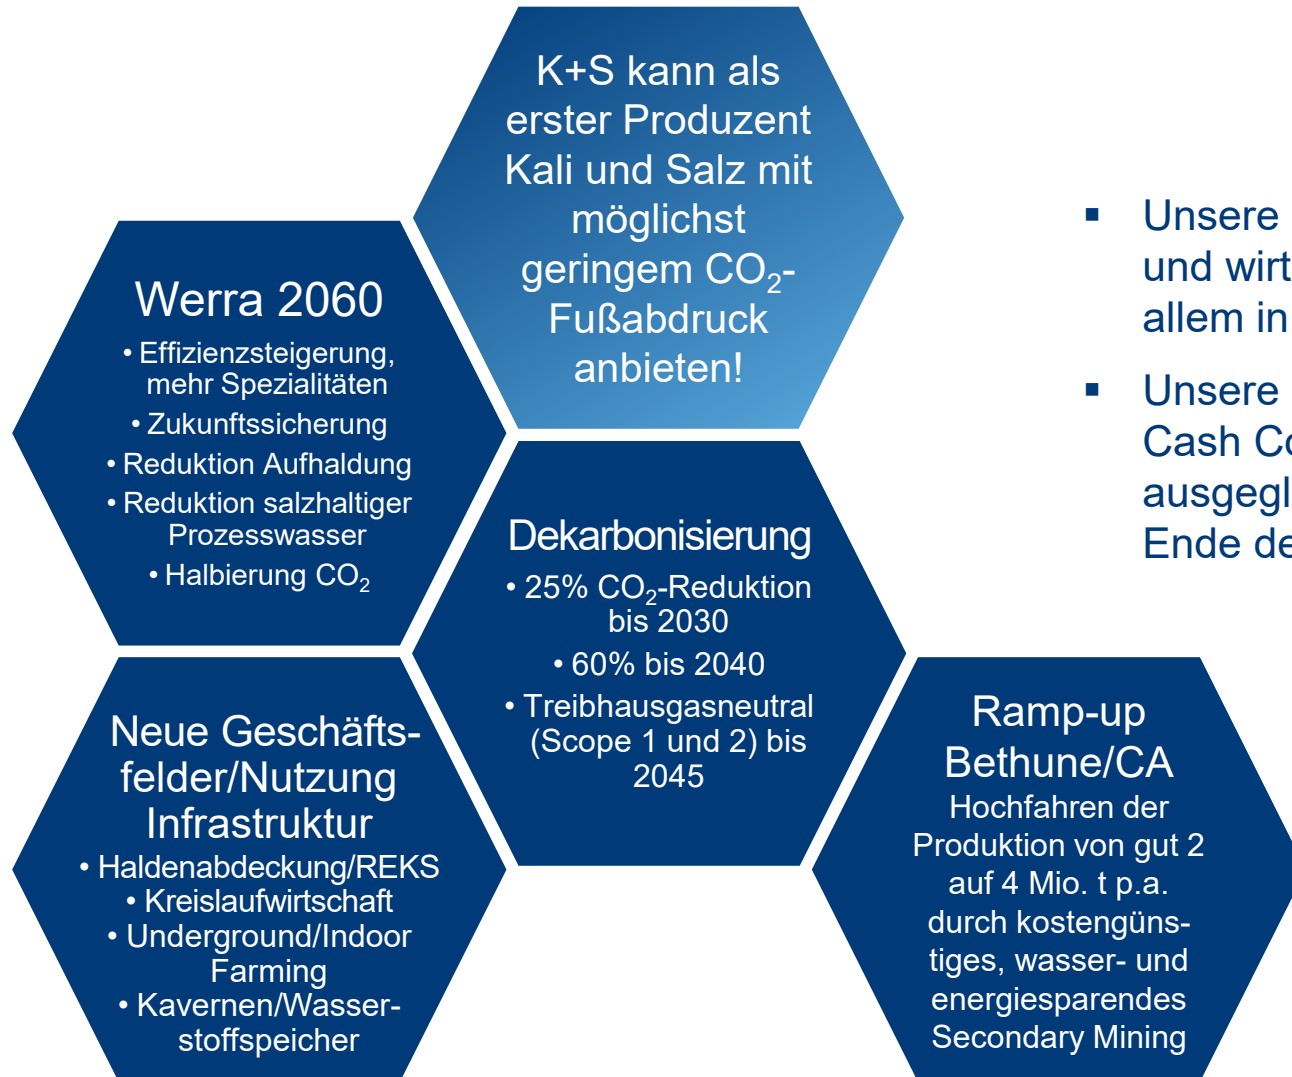 K+S kann als
erster Produzent
Kali und Salz mit
möglichst
geringem CO₂-
Fußabdruck
anbieten!
Werra 2060
• Effizienzsteigerung,
mehr Spezialitäten
• Zukunftssicherung
• Reduktion Aufhaldung
• Reduktion salzhaltiger
Prozesswasser
• Halbierung CO₂
Dekarbonisierung
• 25% CO₂-Reduktion
bis 2030
• 60% bis 2040
• Treibhausgasneutral
(Scope 1 und 2) bis
2045
Neue Geschäfts-
felder/Nutzung
Infrastruktur
• Haldenabdeckung/REKS
• Kreislaufwirtschaft
• Underground/Indoor
Farming
• Kavernen/Wasser-
stoffspeicher
Ramp-up
Bethune/CA
Hochfahren der
Produktion von gut 2
auf 4 Mio. t p.a.
durch kostengüns-
tiges, wasser- und
energiesparendes
Secondary Mining
▪ Unsere
und wirt
allem in
▪ Unsere
Cash Co
ausgegl
Ende de